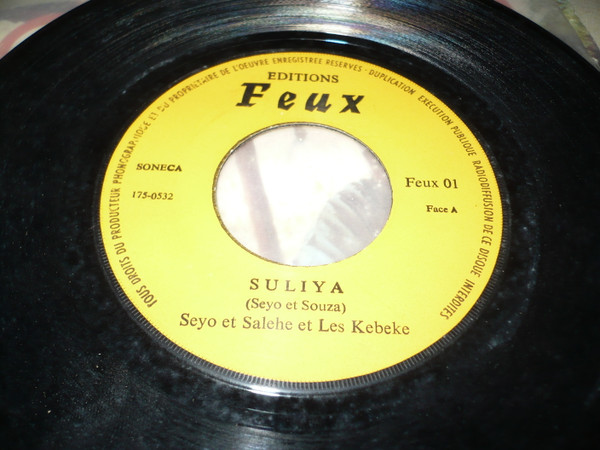 TOUS DROITS DU PRODUCTEUR PHONOGRAPHIQUE ET DU PROPRIETAIRE DE L'OEUVRE ENREGISTREE RESERVES - DUPLICATION EXECUTION PUBLIQUE RADIODIFFUSION DE CE DISQUE INTERDITES
EDITIONS
Feux
SONECA
175-0532
Feux 01
Face A
SULIYA
(Seyo et Souza)
Seyo et Salehe et Les Kebeke